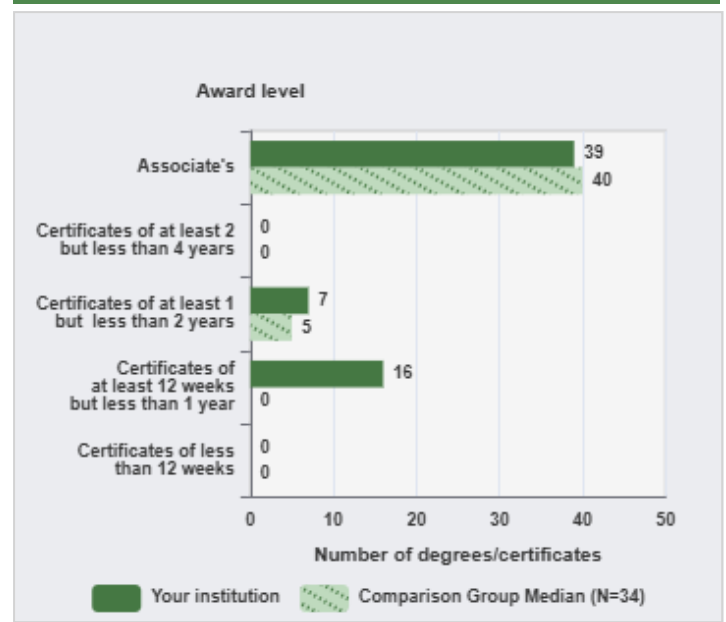 Award level
Associate's
39
40
Certificates of at least 2
but less than 4 years
0
0
Certificates of at least 1
but less than 2 years
7
5
Certificates of
at least 12 weeks
but less than 1 year
16
0
Certificates of less
than 12 weeks
0
0
0 10 20 30 40 50
Number of degrees/certificates
Your institution Comparison Group Median (N=34)